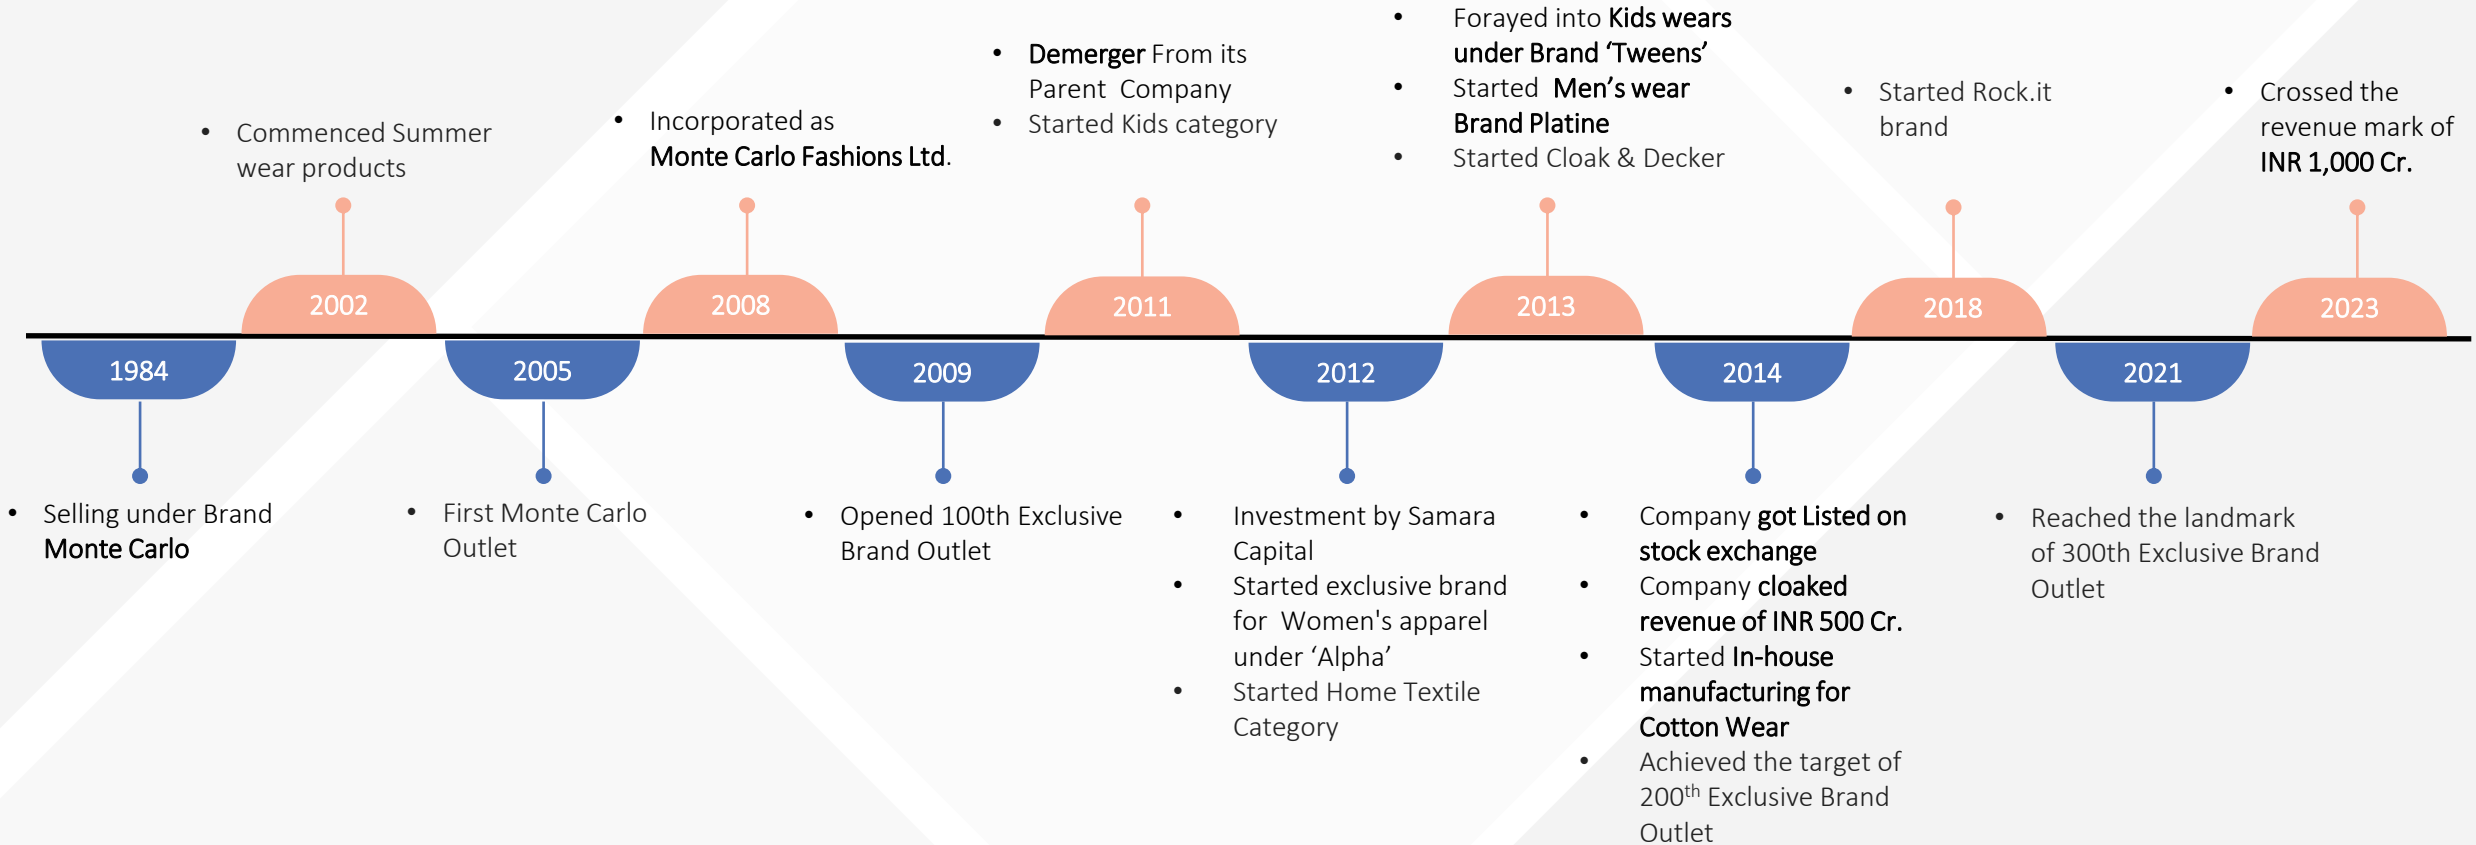 • Commenced Summer
wear products
• Incorporated as
Monte Carlo Fashions Ltd.
• Demerger From its
Parent Company
• Started Kids category
• Forayed into Kids wears
under Brand ‘Tweens’
• Started Men’s wear
Brand Platine
• Started Cloak & Decker
• Started Rock.it
brand
• Crossed the
revenue mark of
INR 1,000 Cr.
2002
2008
2011
2013
2018
2023
1984
2005
2009
2012
2014
2021
• Selling under Brand
Monte Carlo
• First Monte Carlo
Outlet
• Opened 100th Exclusive
Brand Outlet
• Investment by Samara
Capital
• Started exclusive brand
for Women's apparel
under ‘Alpha’
• Started Home Textile
Category
• Company got Listed on
stock exchange
• Company cloaked
revenue of INR 500 Cr.
• Started In-house
manufacturing for
Cotton Wear
• Achieved the target of
200th Exclusive Brand
Outlet
• Reached the landmark
of 300th Exclusive Brand
Outlet